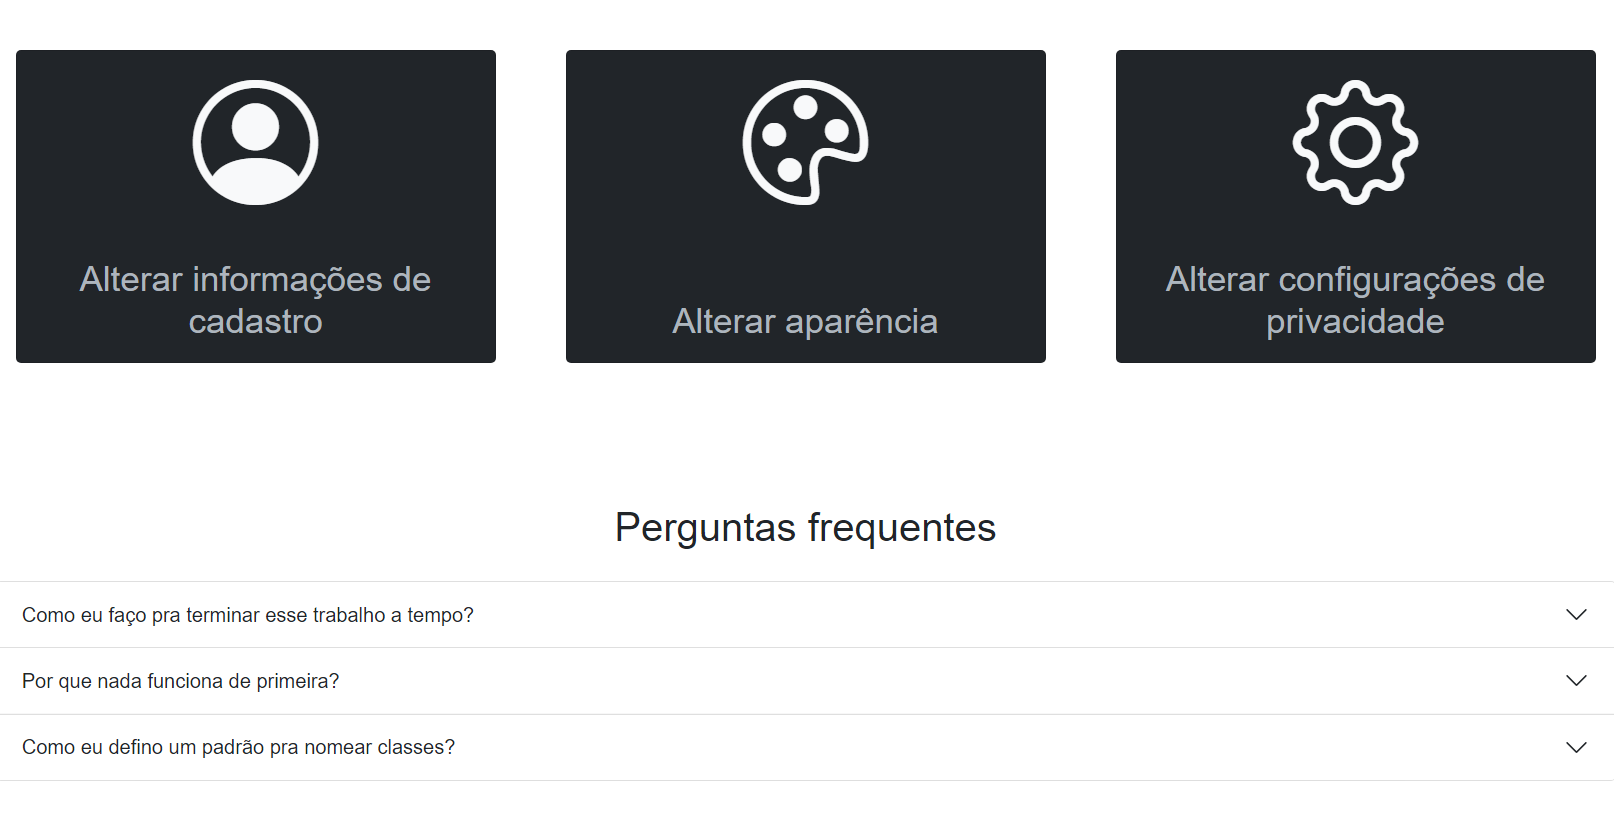 Alterar informações de
cadastro
Alterar aparência
Alterar configurações de
privacidade
Perguntas frequentes
Como eu faço pra terminar esse trabalho a tempo?
Por que nada funciona de primeira?
Como eu defino um padrão pra nomear classes?